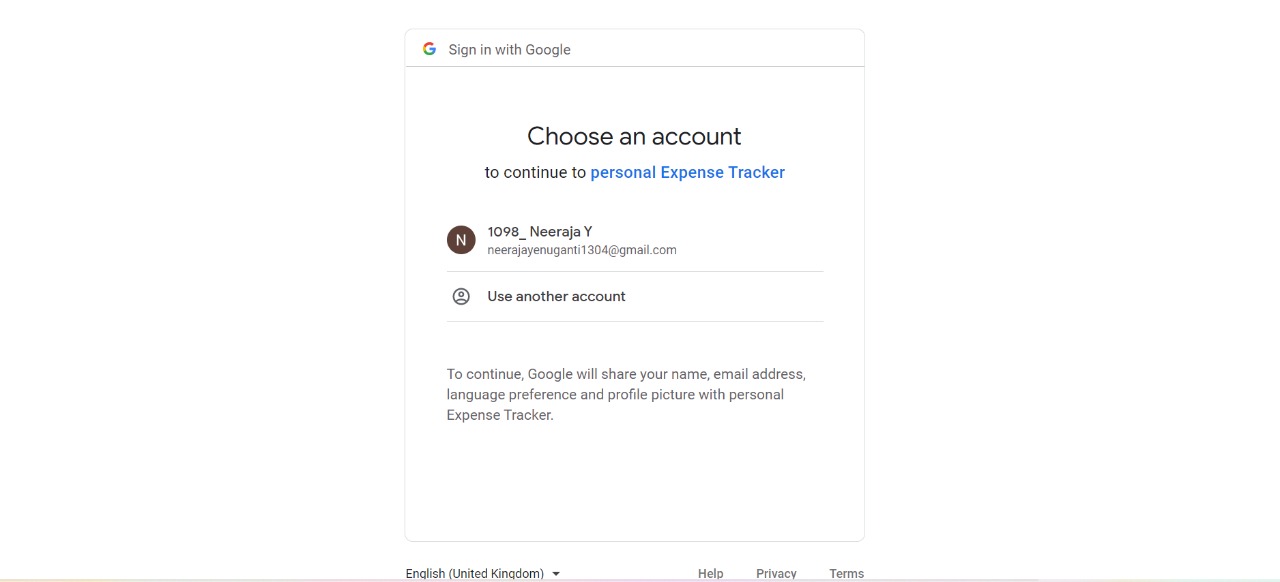 Sign in with Google
Choose an account
to continue to personal Expense Tracker
N
1098_ Neeraja Y
neerajayenuganti1304@gmail.com
Use another account
To continue, Google will share your name, email address,
language preference and profile picture with personal
Expense Tracker.
English (United Kingdom) Help Privacy Terms